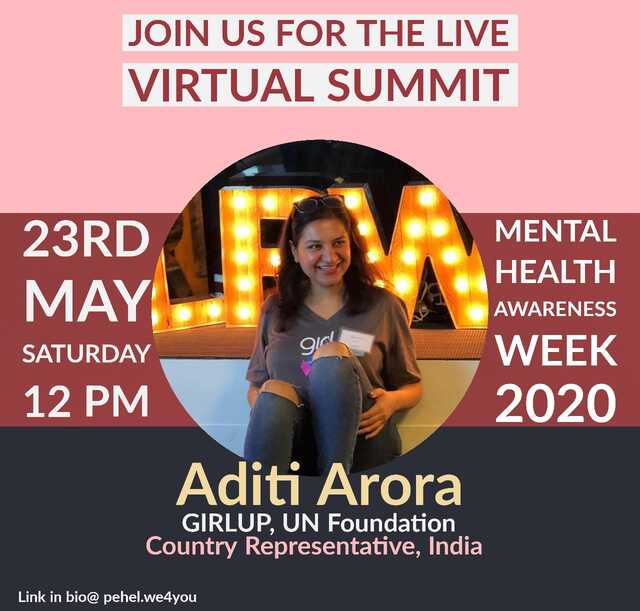 JOIN US FOR THE LIVE
VIRTUAL SUMMIT
23RD
MAY
SATURDAY
12 PM
MENTAL
HEALTH
AWARENESS
WEEK
2020
Aditi Arora
GIRLUP, UN Foundation
Country Representative, India
Link in bio@ pehel.we4you